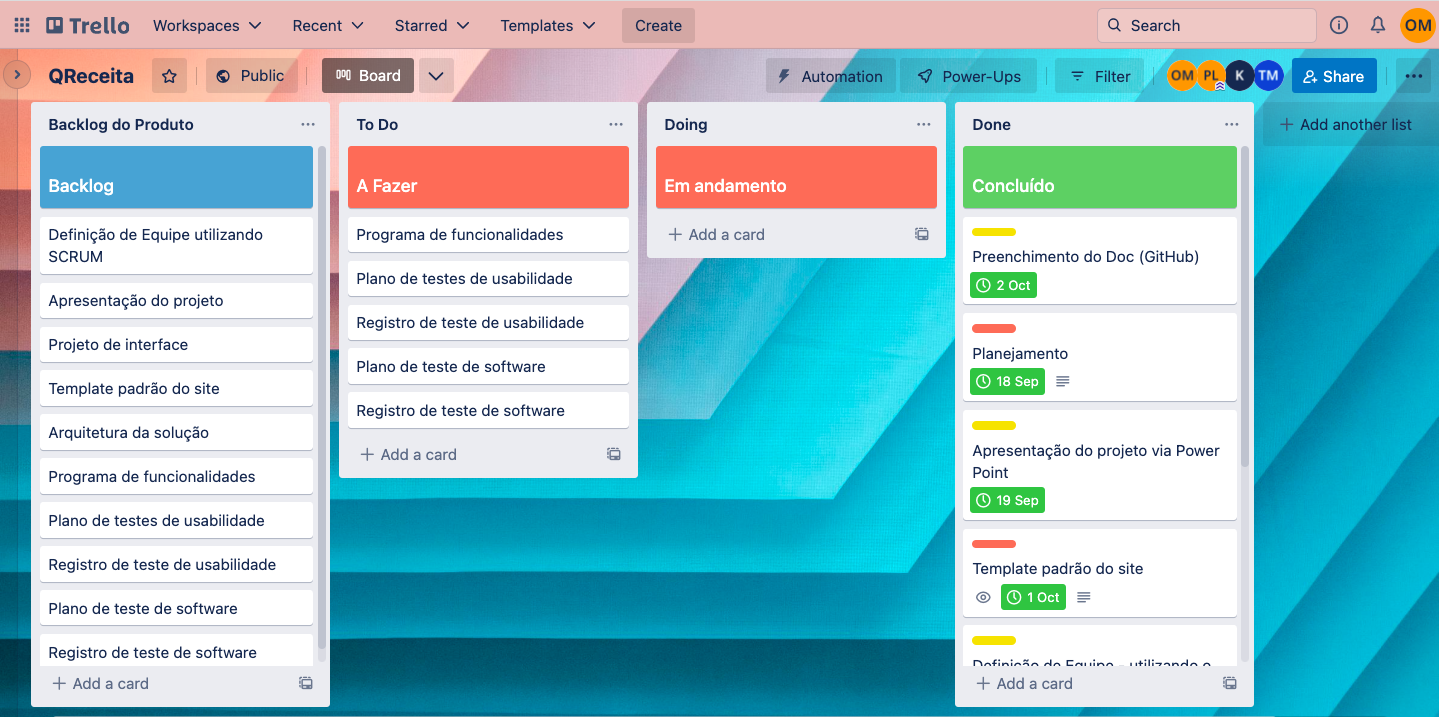 Trello
Workspaces
Recent
Starred
Templates
Create
Search
OM
QReceita
Public
Board
Automation
Power-Ups
Filter
OM
PL
K
TM
Share
Backlog do Produto
Backlog
Definição de Equipe utilizando
SCRUM
Apresentação do projeto
Projeto de interface
Template padrão do site
Arquitetura da solução
Programa de funcionalidades
Plano de testes de usabilidade
Registro de teste de usabilidade
Plano de teste de software
Registro de teste de software
+ Add a card
To Do
A Fazer
Programa de funcionalidades
Plano de testes de usabilidade
Registro de teste de usabilidade
Plano de teste de software
Registro de teste de software
+ Add a card
Doing
Em andamento
+ Add a card
Done
Concluído
Preenchimento do Doc (GitHub)
2 Oct
Planejamento
18 Sep
Apresentação do projeto via Power
Point
19 Sep
Template padrão do site
1 Oct
Definição de Equipe - utilizando o
+ Add a card
+ Add another list